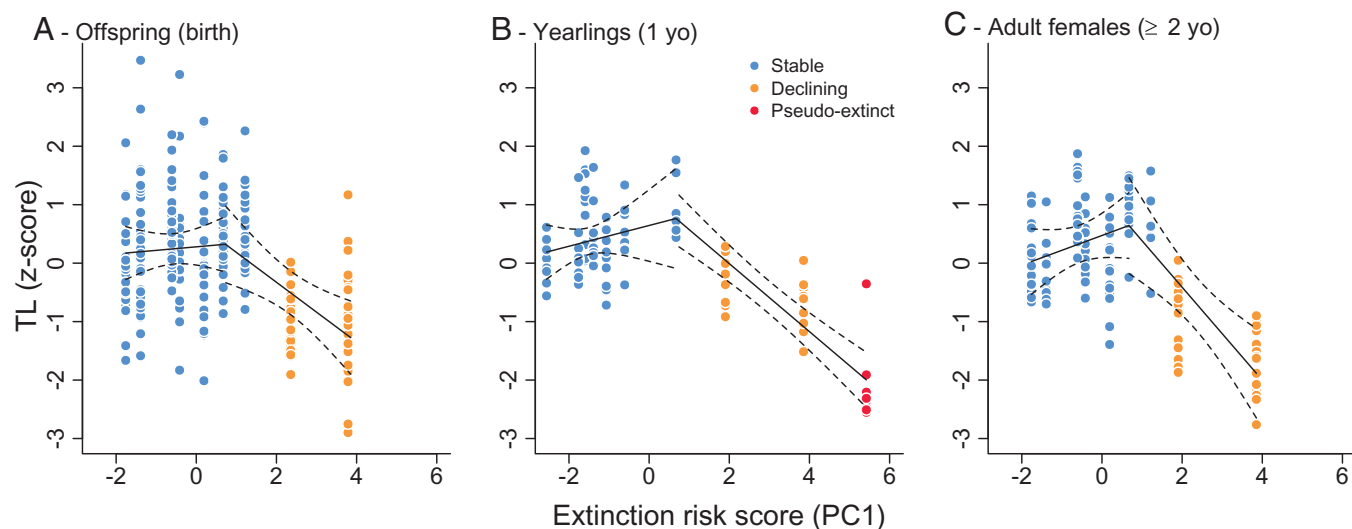 A - Offspring (birth)
B - Yearlings (1 yo)
C - Adult females (≥ 2 yo)
Stable
Declining
Pseudo-extinct
TL (z-score)
3
2
1
0
-1
-2
-3
3
2
1
0
-1
-2
-3
3
2
1
0
-1
-2
-3
-2 0 2 4 6
-2 0 2 4 6
-2 0 2 4 6
Extinction risk score (PC1)